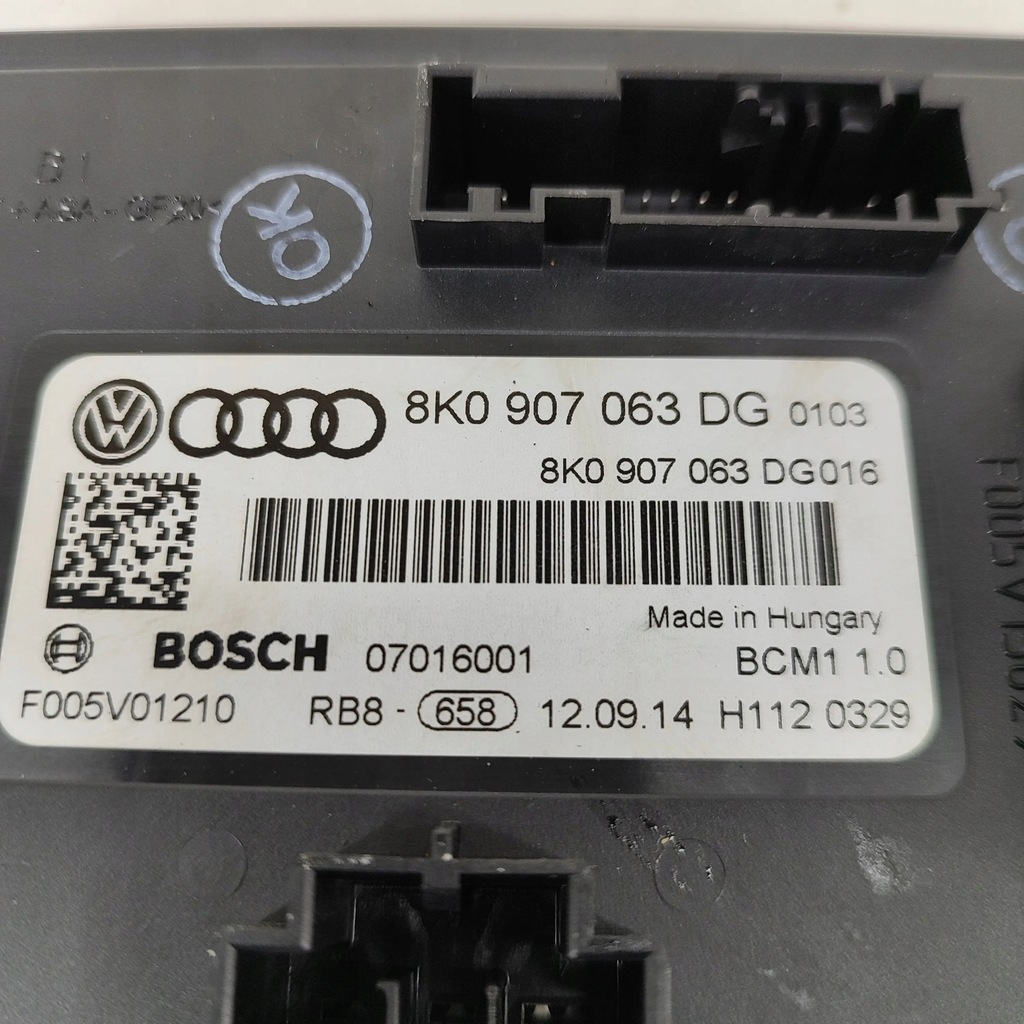 B1
OK
8K0 907 063 DG 0103
8K0 907 063 DG016
Made in Hungary
BOSCH 07016001 BCM1 1.0
F005V01210 RB8 - 658 12.09.14 H112 0329